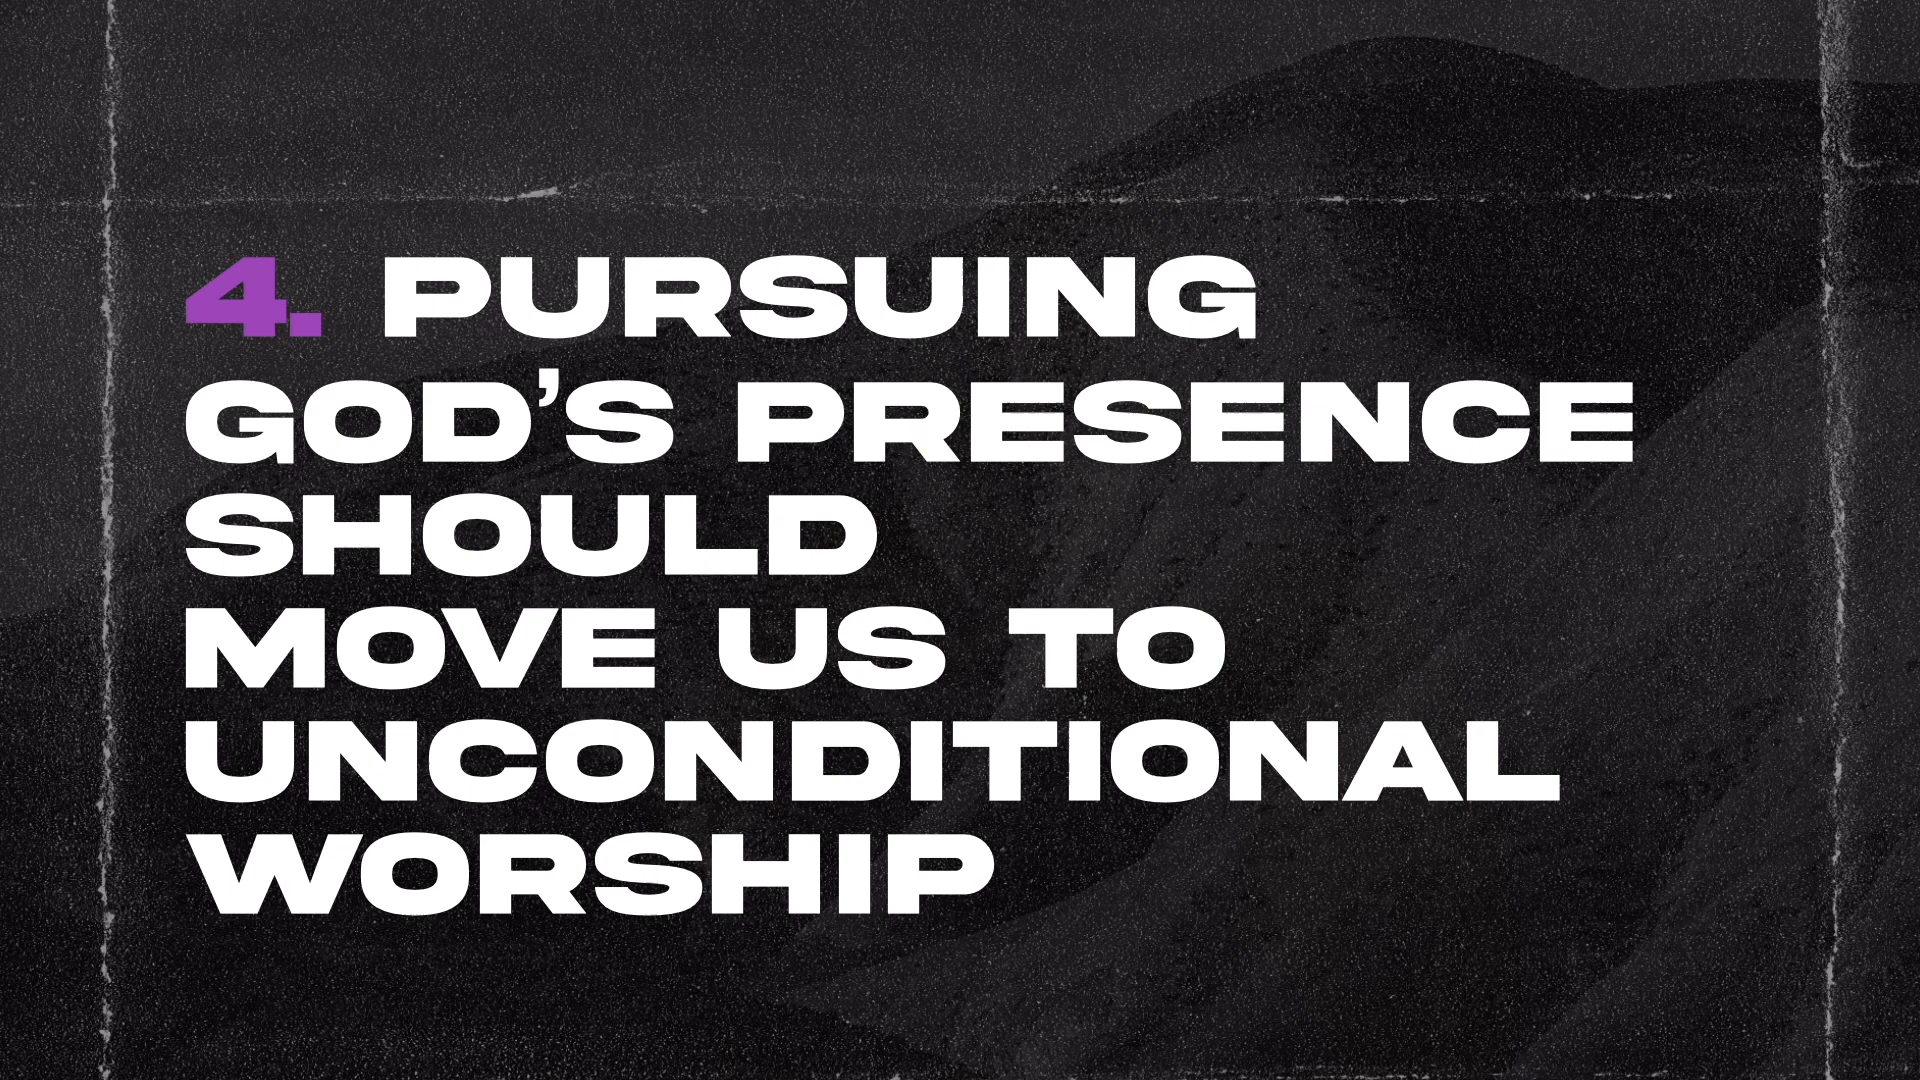 4. PURSUING
GOD’S PRESENCE
SHOULD
MOVE US TO
UNCONDITIONAL
WORSHIP